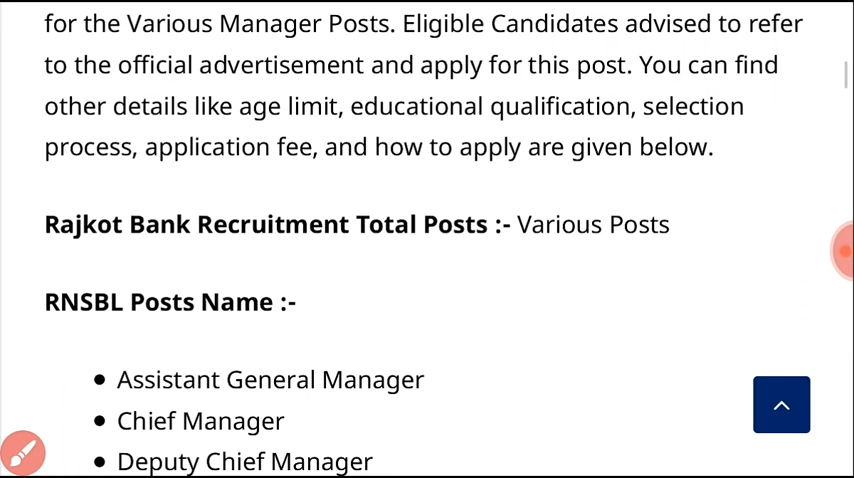 for the Various Manager Posts. Eligible Candidates advised to refer
to the official advertisement and apply for this post. You can find
other details like age limit, educational qualification, selection
process, application fee, and how to apply are given below.
Rajkot Bank Recruitment Total Posts :- Various Posts
RNSBL Posts Name :-
• Assistant General Manager
• Chief Manager
• Deputy Chief Manager